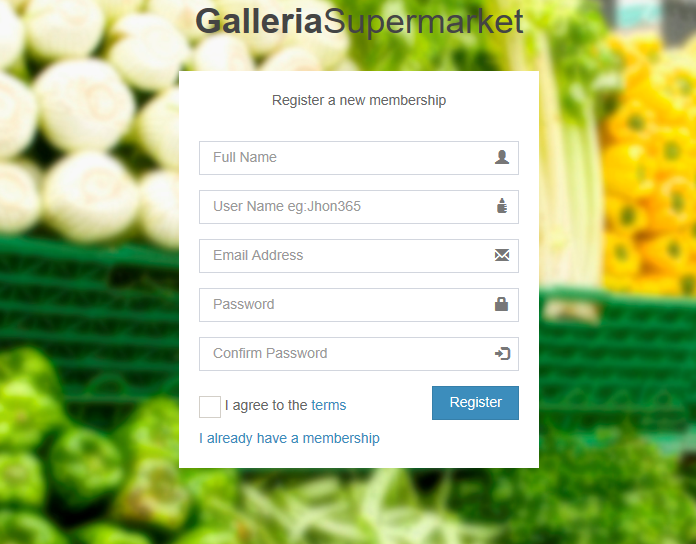 GalleriaSupermarket
Register a new membership
Full Name
User Name eg:Jhon365
Email Address
Password
Confirm Password
I agree to the terms
Register
I already have a membership